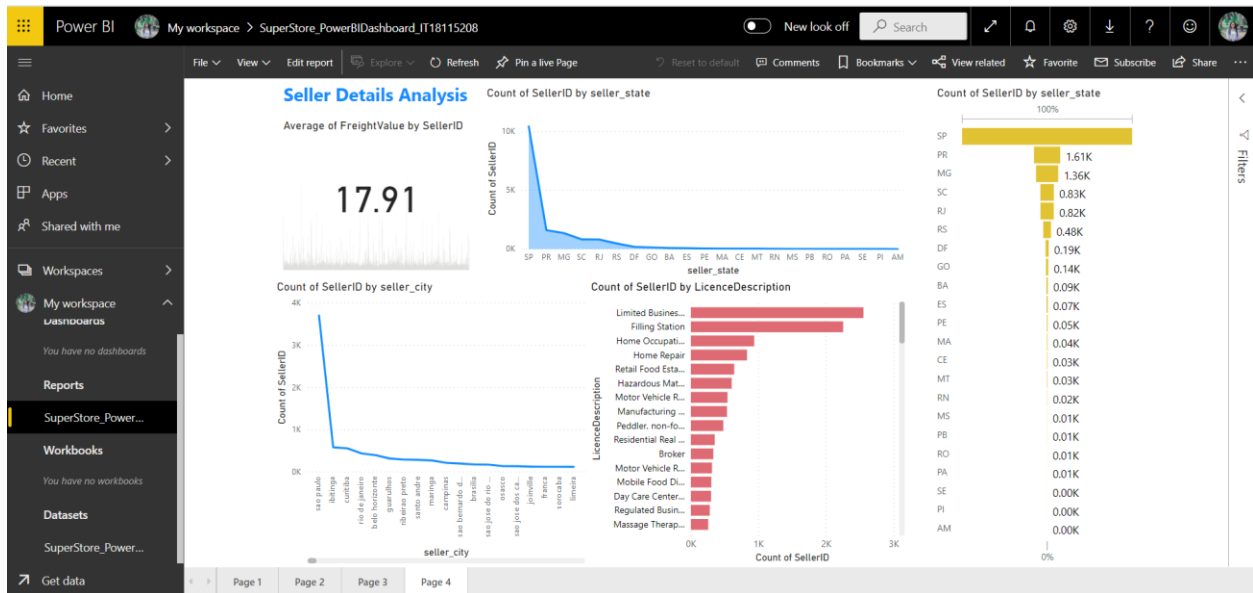 Power BI
My workspace > SuperStore_PowerBIDashboard_IT18115208
New look off
Search
File
View
Edit report
Explore
Refresh
Pin a live Page
Reset to default
Comments
Bookmarks
View related
Favorite
Subscribe
Share
Home
Favorites
Recent
Apps
Shared with me
Workspaces
My workspace
Dashboards
You have no dashboards
Reports
SuperStore_Power...
Workbooks
You have no workbooks
Datasets
SuperStore_Power...
Get data
Seller Details Analysis
Average of FreightValue by SellerID
17.91
Count of SellerID by seller_state
Count of SellerID
10K
5K
0K
SP PR MG SC RJ RS DF GO BA ES PE MA CE MT RN MS PB RO PA SE PI AM
seller_state
Count of SellerID by seller_city
Count of SellerID
4K
3K
2K
1K
0K
sao paulo
ibitinga
curitiba
rio de janeiro
belo horizonte
guarulhos
ribeirao preto
santo andre
maringa
campinas
sao bernardo d...
brasilia
sao jose do rio ...
osasco
sao jose dos ca...
joinville
franca
sorocaba
limeira
seller_city
Count of SellerID by LicenceDescription
LicenceDescription
Limited Busines...
Filling Station
Home Occupati...
Home Repair
Retail Food Esta...
Hazardous Mat...
Motor Vehicle R...
Manufacturing ...
Peddler, non-fo...
Residential Real ...
Broker
Motor Vehicle R...
Mobile Food Di...
Day Care Center...
Regulated Busin...
Massage Therap...
0K 1K 2K 3K
Count of SellerID
Count of SellerID by seller_state
100%
SP
PR 1.61K
MG 1.36K
SC 0.83K
RJ 0.82K
RS 0.48K
DF 0.19K
GO 0.14K
BA 0.09K
ES 0.07K
PE 0.05K
MA 0.04K
CE 0.03K
MT 0.03K
RN 0.02K
MS 0.01K
PB 0.01K
RO 0.01K
PA 0.01K
SE 0.00K
PI 0.00K
AM 0.00K
0%
Filters
Page 1
Page 2
Page 3
Page 4